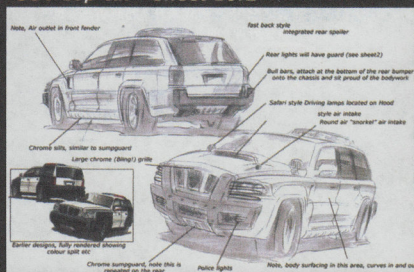 Note, Air outlet in front fender
fast back style
integrated rear spoiler
Rear lights will have guard (see sheet2)
Bull bars, attach at the bottom of the rear bumper
onto the chassis and sit proud of the bodywork
Safari style Driving lamps located on Hood
style air intake
Round air "snorkel" air intake
Chrome sills, similar to sumpguard
Large chrome (Bling!) grille
Earlier designs, fully rendered showing
colour split etc
Chrome sumpguard, note this is
repeated on the rear
Police lights
Note, body surfacing in this area, curves in and